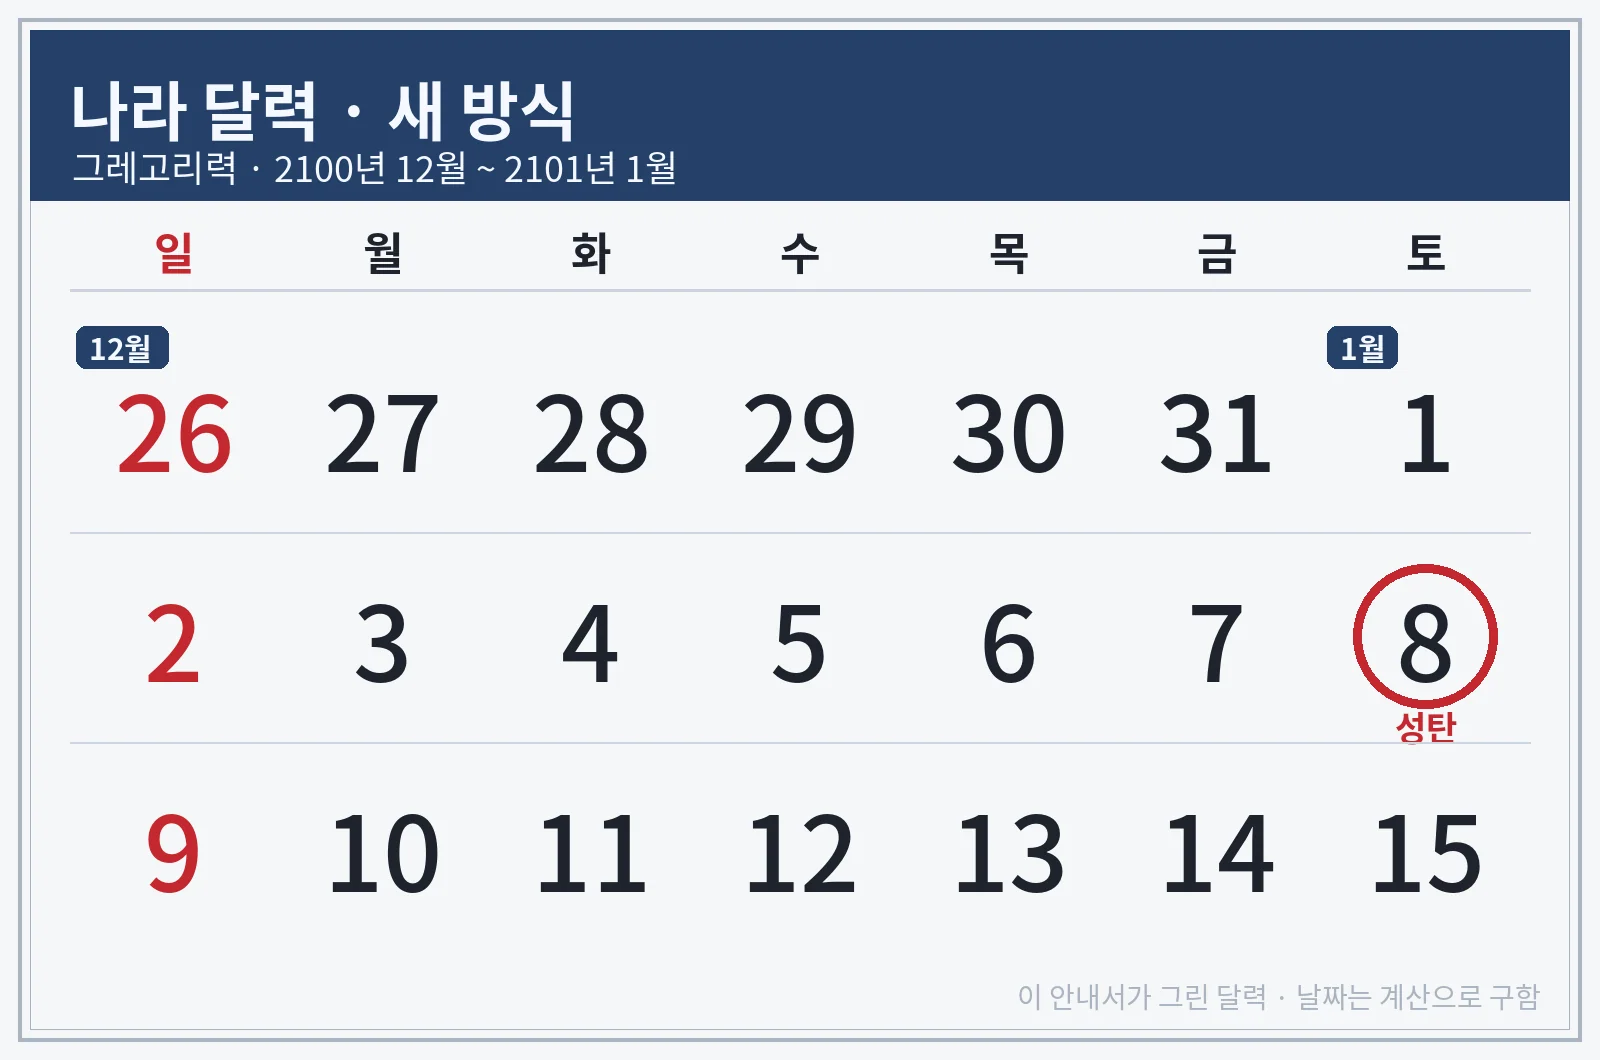 나라 달력 · 새 방식
그레고리력 · 2100년 12월 ~ 2101년 1월
일 월 화 수 목 금 토
12월 1월
26 27 28 29 30 31 1
2 3 4 5 6 7 8
성탄
9 10 11 12 13 14 15
이 안내서가 그린 달력 · 날짜는 계산으로 구함